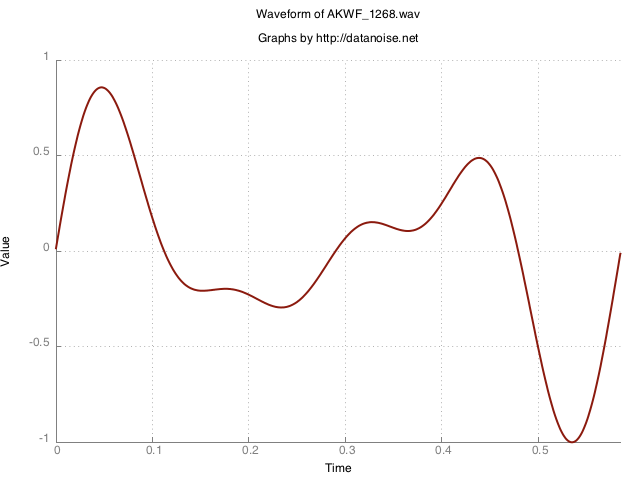 Waveform of AKWF_1268.wav
Graphs by http://datanoise.net
1
0.5
0
-0.5
-1
Value
0 0.1 0.2 0.3 0.4 0.5
Time